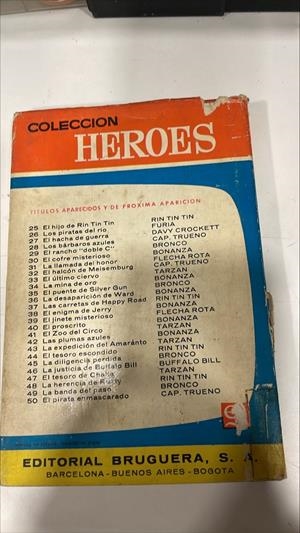 COLECCION
HEROES
TITULOS APARECIDOS Y DE PROXIMA APARICION
25 El hijo de Rin Tin Tin RIN TIN TIN
26 Los piratas del río FURIA
27 El hacha de guerra DAVY CROCKETT
28 Los bárbaros azules CAP. TRUENO
29 El rancho "doble C" BRONCO
30 El cofre misterioso BONANZA
31 La llamada del honor FLECHA ROTA
32 El halcón de Meisemburg CAP. TRUENO
33 El último ciervo TARZAN
34 La mina de oro BONANZA
35 El puente de Silver Gun BRONCO
36 La desaparición de Ward BONANZA
37 Las carretas de Happy Road RIN TIN TIN
38 El enigma de Jerry BONANZA
39 El jinete misterioso FLECHA ROTA
40 El proscrito BONANZA
41 El Zoo del Circo TARZAN
42 Las plumas azules BONANZA
43 La expedición del Amaránto TARZAN
44 El tesoro escondido RIN TIN TIN
45 La diligencia perdida BRONCO
46 La justicia de Buffalo Bill BUFFALO BILL
47 El tesoro de Chaka TARZAN
48 La herencia de Rusty RIN TIN TIN
49 La banda del paso BRONCO
50 El pirata enmascarado CAP. TRUENO
EDITORIAL BRUGUERA, S. A.
BARCELONA - BUENOS AIRES - BOGOTA